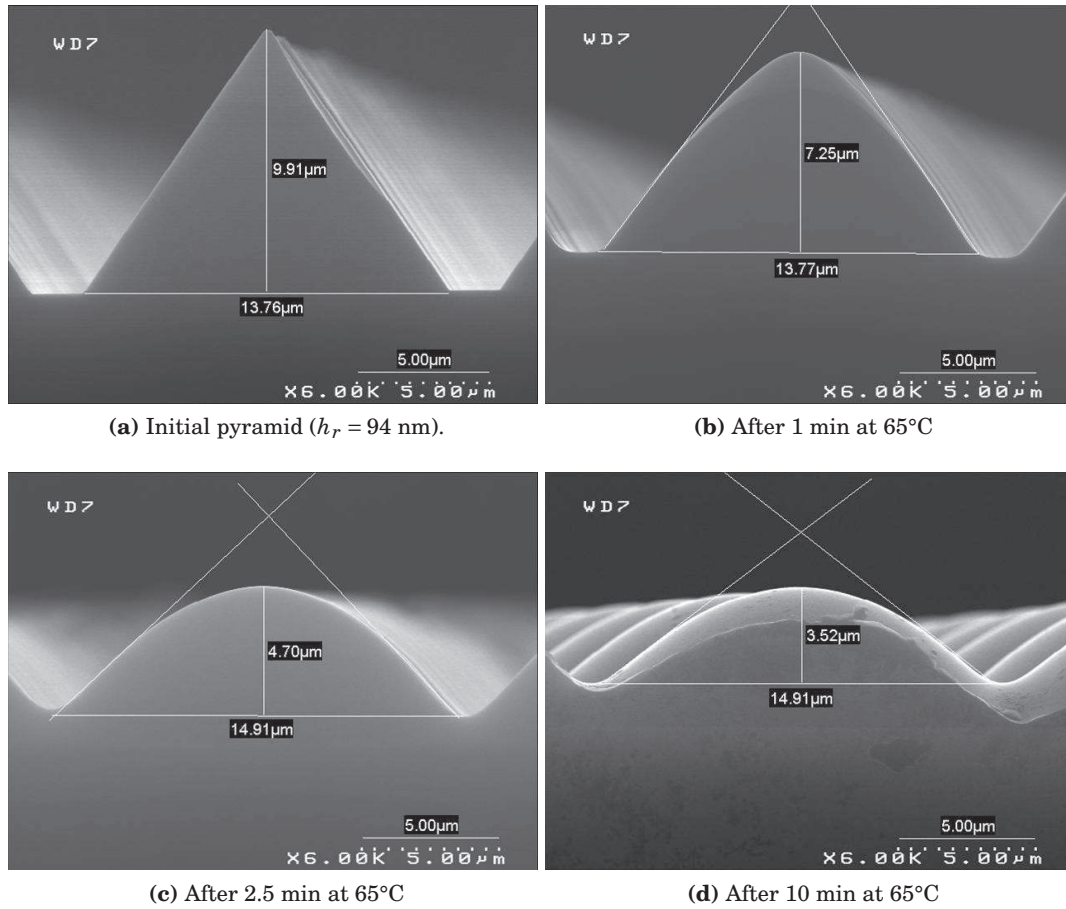 WD7
9.91µm
13.76µm
5.00µm
X6.00K 5.00µm
(a) Initial pyramid (hr = 94 nm).
WD7
7.25µm
13.77µm
5.00µm
X6.00K 5.00µm
(b) After 1 min at 65°C
WD7
4.70µm
14.91µm
5.00µm
X6.00K 5.00µm
(c) After 2.5 min at 65°C
WD7
3.52µm
14.91µm
5.00µm
X6.00K 5.00µm
(d) After 10 min at 65°C